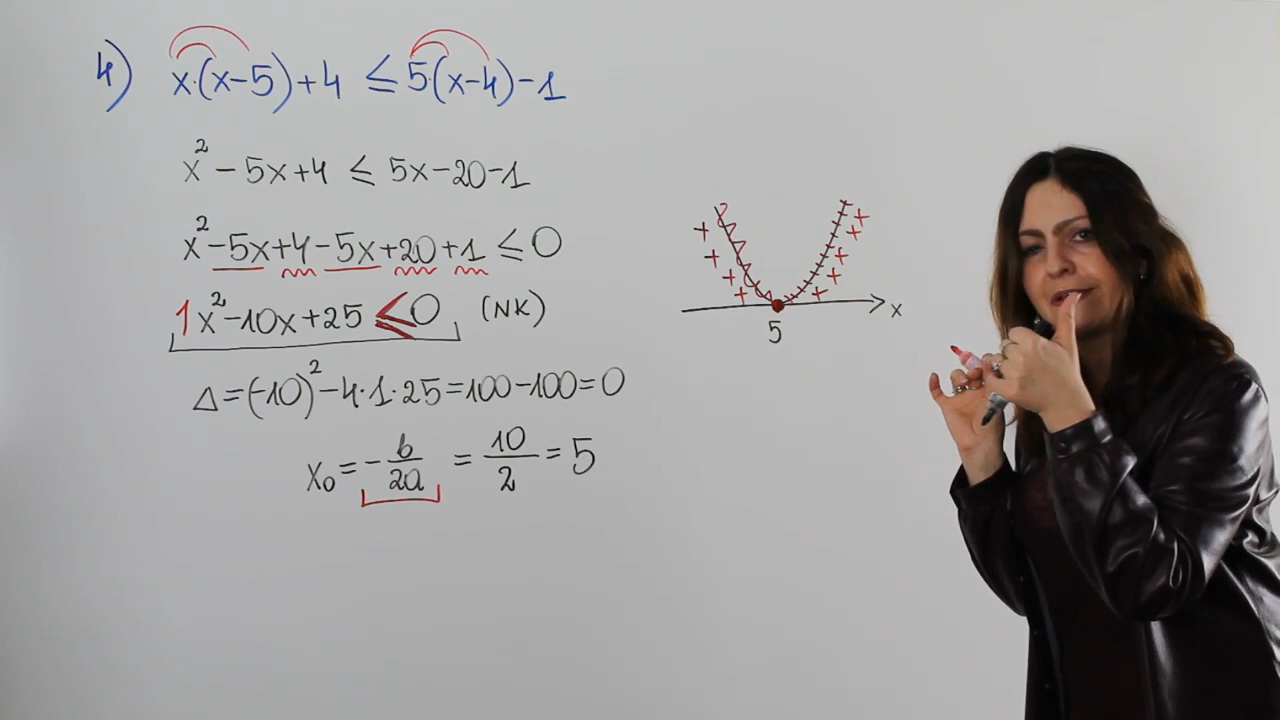 4) x·(x-5)+4 ≤ 5·(x-4)-1
x² - 5x+4 ≤ 5x-20-1
x²-5x+4-5x+20+1 ≤ 0
1x²-10x+25 ≤ 0 (NK)
Δ=(-10)²-4·1·25=100-100=0
x₀=-b/2a = 10/2 = 5
+ + + + + + + + +
x
5